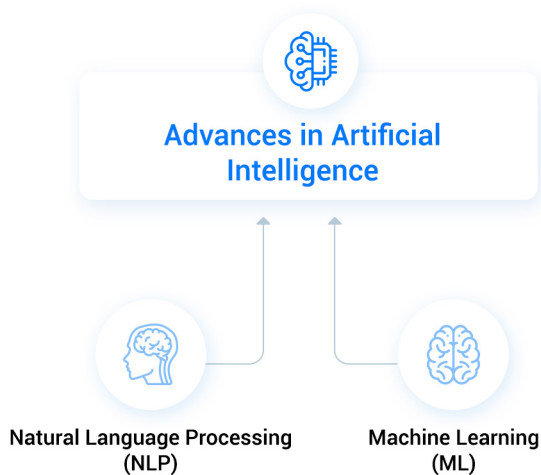 Advances in Artificial
Intelligence
Natural Language Processing
(NLP)
Machine Learning
(ML)